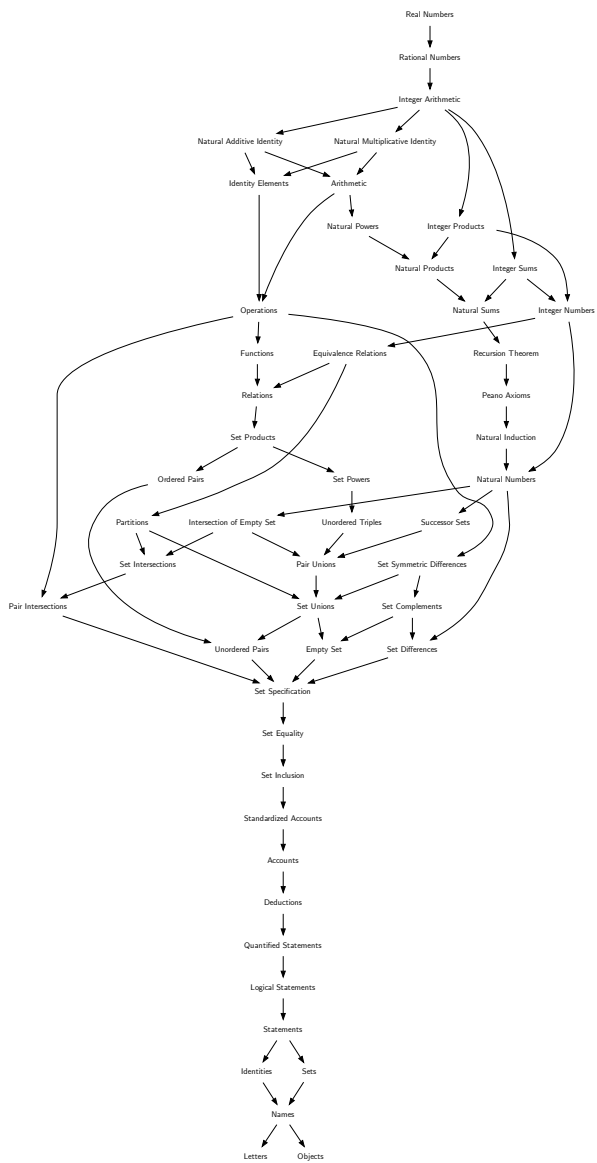 Real Numbers
Rational Numbers
Integer Arithmetic
Natural Additive Identity
Natural Multiplicative Identity
Identity Elements
Arithmetic
Natural Powers
Integer Products
Natural Products
Integer Sums
Operations
Natural Sums
Integer Numbers
Functions
Equivalence Relations
Recursion Theorem
Relations
Peano Axioms
Set Products
Natural Induction
Ordered Pairs
Set Powers
Natural Numbers
Partitions
Intersection of Empty Set
Unordered Triples
Successor Sets
Set Intersections
Pair Unions
Set Symmetric Differences
Pair Intersections
Set Unions
Set Complements
Unordered Pairs
Empty Set
Set Differences
Set Specification
Set Equality
Set Inclusion
Standardized Accounts
Accounts
Deductions
Quantified Statements
Logical Statements
Statements
Identities
Sets
Names
Letters
Objects